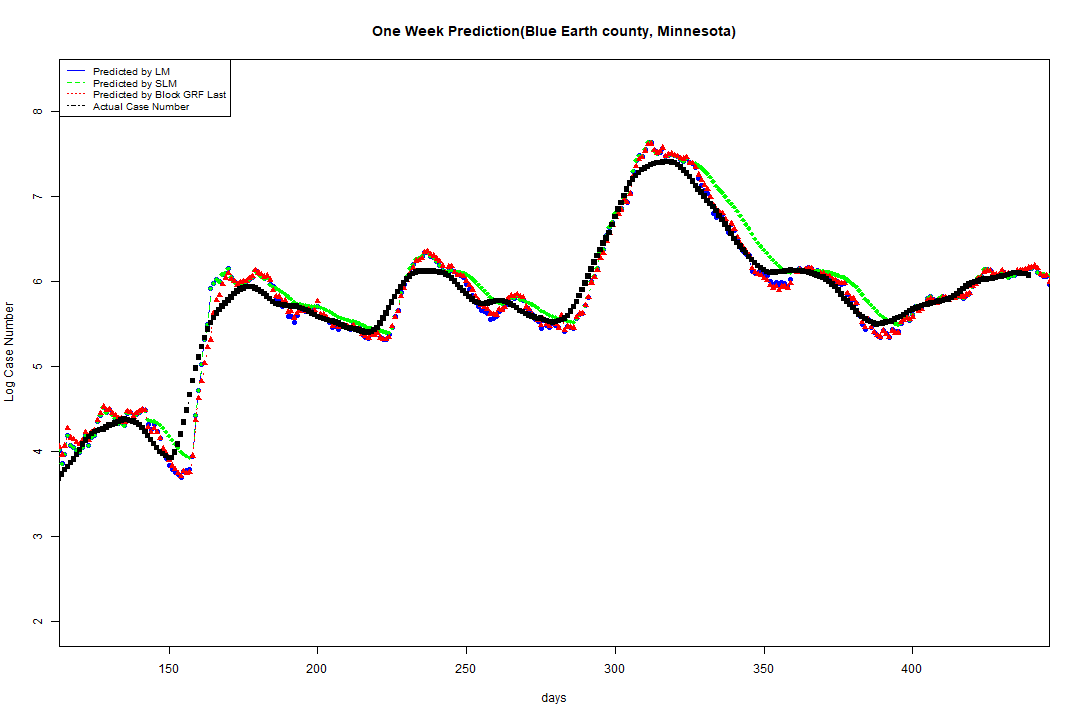 One Week Prediction(Blue Earth county, Minnesota)
Predicted by LM
Predicted by SLM
Predicted by Block GRF Last
Actual Case Number
8
7
6
5
4
3
2
Log Case Number
150 200 250 300 350 400
days